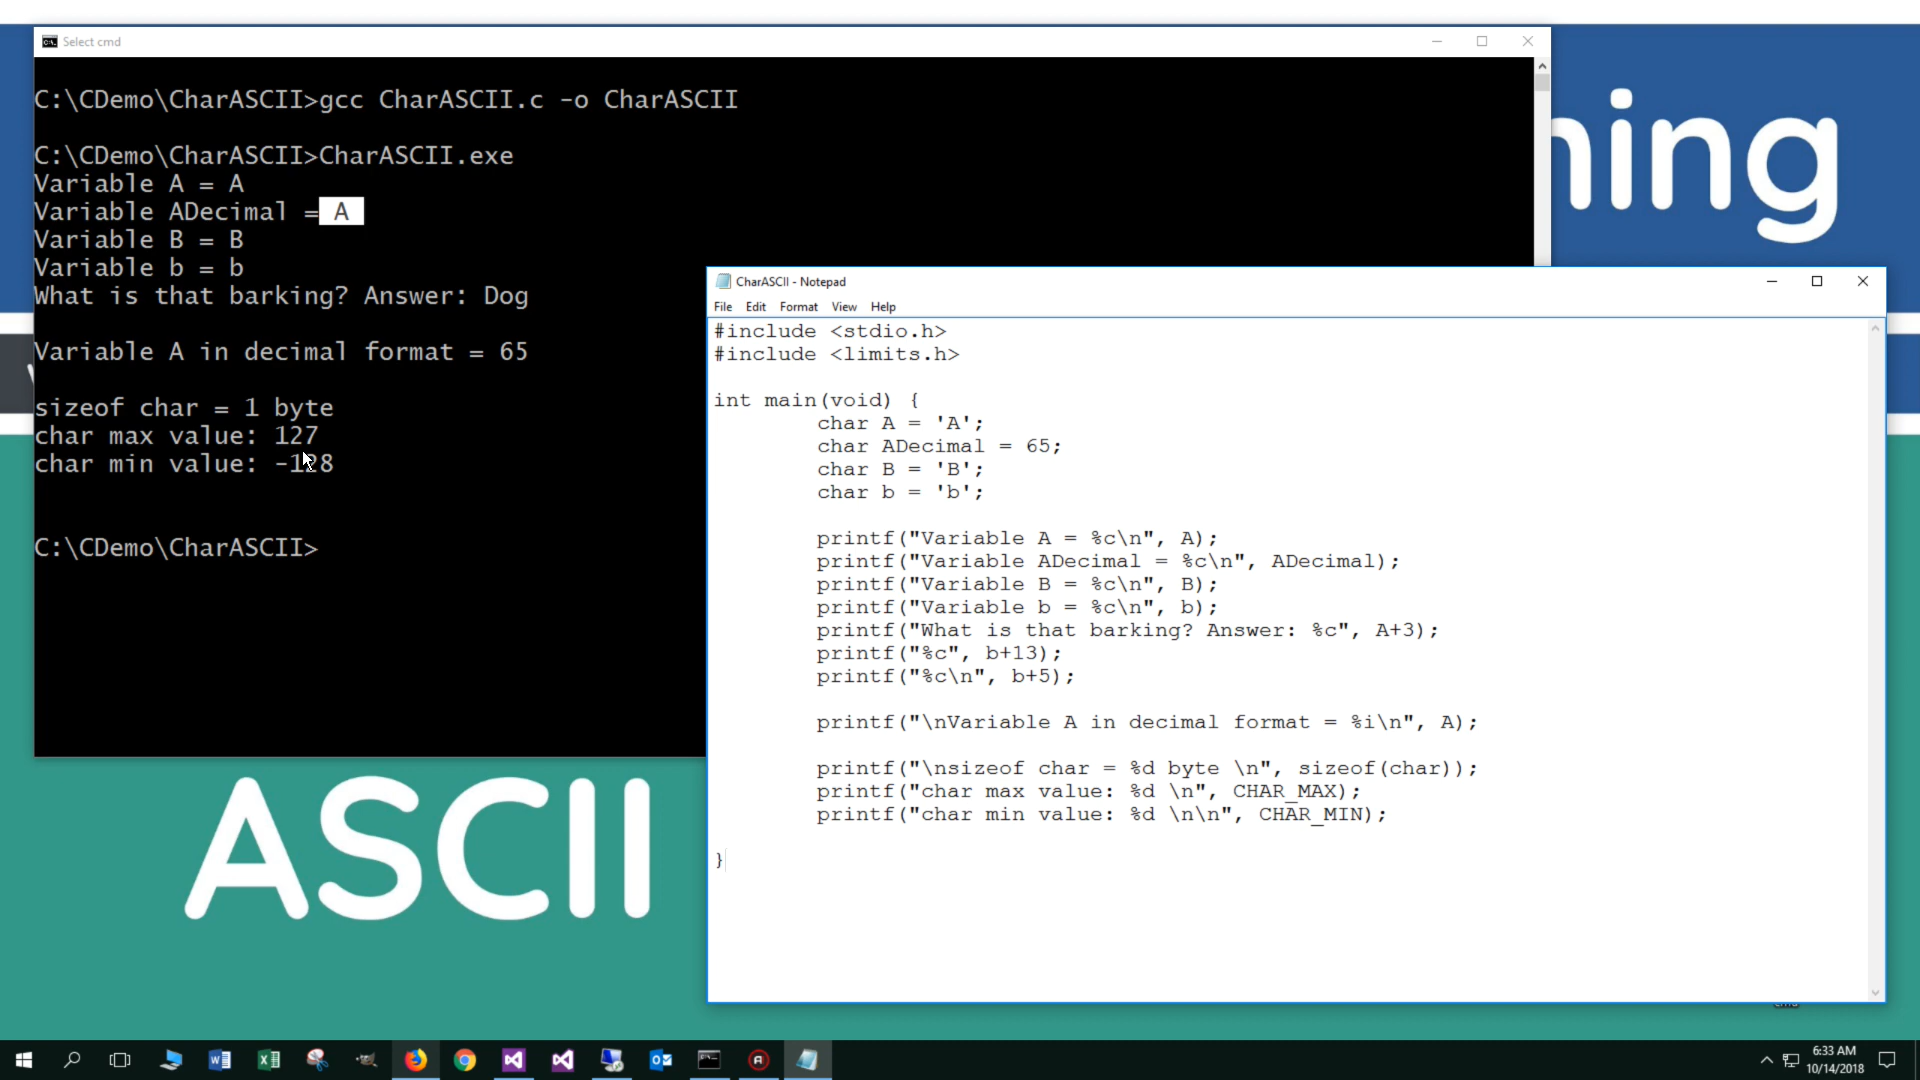 Select cmd
C:\CDemo\CharASCII>gcc CharASCII.c -o CharASCII
C:\CDemo\CharASCII>CharASCII.exe
Variable A = A
Variable ADecimal = A
Variable B = B
Variable b = b
What is that barking? Answer: Dog
Variable A in decimal format = 65
sizeof char = 1 byte
char max value: 127
char min value: -128
C:\CDemo\CharASCII>
CharASCII - Notepad
File Edit Format View Help
#include <stdio.h>
#include <limits.h>
int main(void) {
char A = 'A';
char ADecimal = 65;
char B = 'B';
char b = 'b';
printf("Variable A = %c\n", A);
printf("Variable ADecimal = %c\n", ADecimal);
printf("Variable B = %c\n", B);
printf("Variable b = %c\n", b);
printf("What is that barking? Answer: %c", A+3);
printf("%c", b+13);
printf("%c\n", b+5);
printf("\nVariable A in decimal format = %i\n", A);
printf("\nsizeof char = %d byte \n", sizeof(char));
printf("char max value: %d \n", CHAR_MAX);
printf("char min value: %d \n\n", CHAR_MIN);
}
ing
ASCII
6:33 AM
10/14/2018